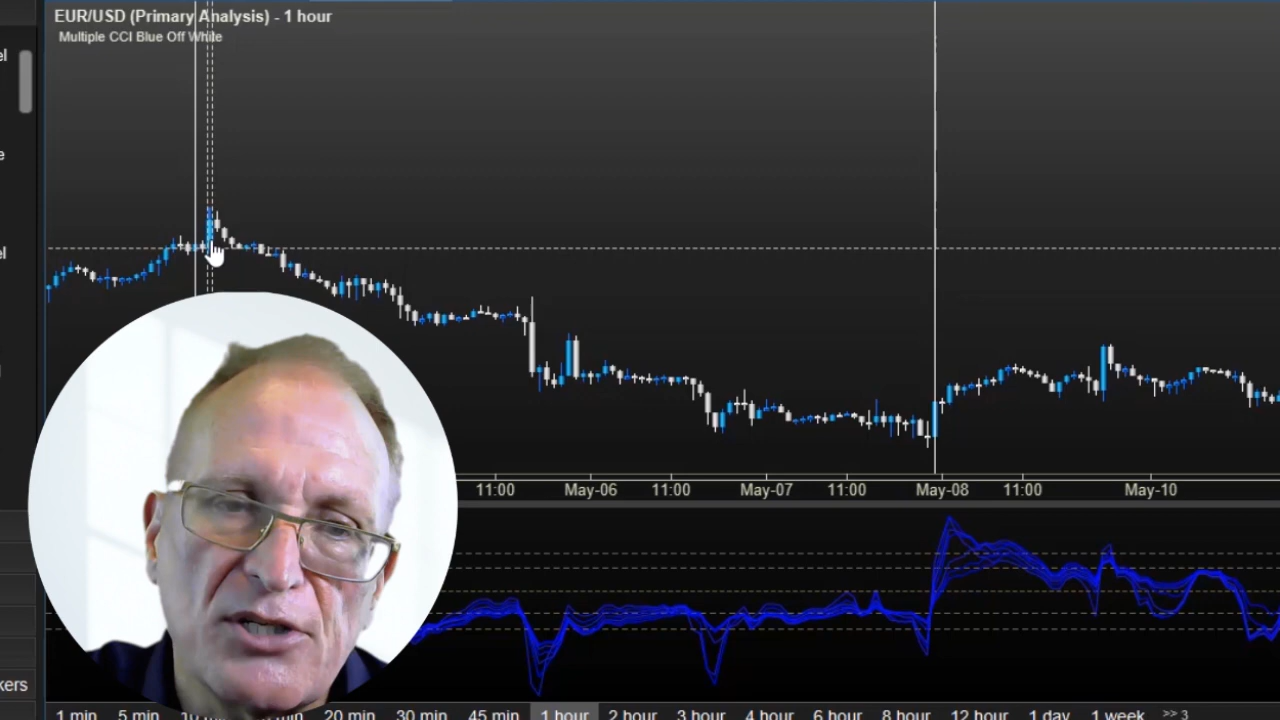 EUR/USD (Primary Analysis) - 1 hour
Multiple CCI Blue Off White
el
e
el
11:00 May-06 11:00 May-07 11:00 May-08 11:00 May-10
kers
1 min 5 min 20 min 30 min 45 min 1 hour 2 hour 3 hour 4 hour 6 hour 8 hour 12 hour 1 day 1 week >> 3